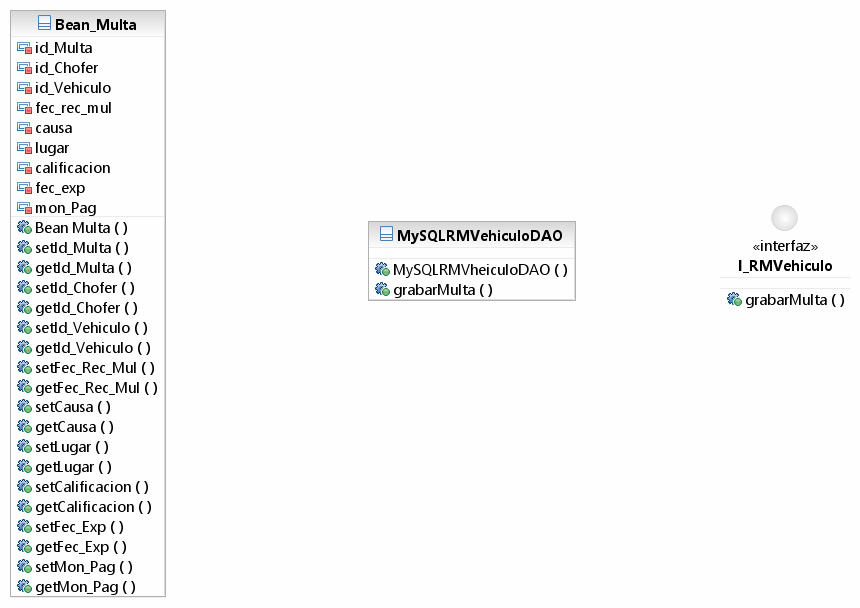 Bean_Multa
id_Multa
id_Chofer
id_Vehiculo
fec_rec_mul
causa
lugar
calificacion
fec_exp
mon_Pag
Bean Multa ( )
setId_Multa ( )
getId_Multa ( )
setId_Chofer ( )
getId_Chofer ( )
setId_Vehiculo ( )
getId_Vehiculo ( )
setFec_Rec_Mul ( )
getFec_Rec_Mul ( )
setCausa ( )
getCausa ( )
setLugar ( )
getLugar ( )
setCalificacion ( )
getCalificacion ( )
setFec_Exp ( )
getFec_Exp ( )
setMon_Pag ( )
getMon_Pag ( )
MySQLRMVehiculoDAO
MySQLRMVheiculoDAO ( )
grabarMulta ( )
«interfaz»
I_RMVehiculo
grabarMulta ( )